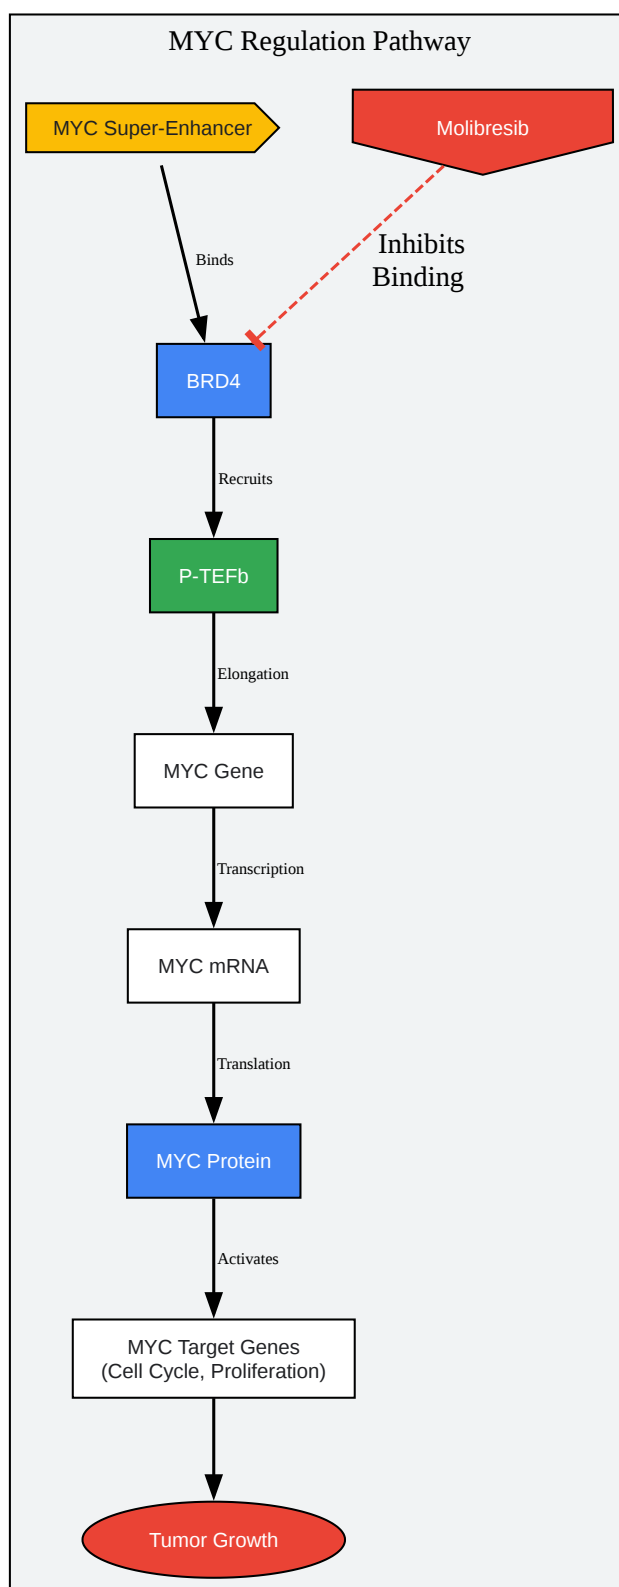 MYC Regulation Pathway
MYC Super-Enhancer
Molibresib
Binds
Inhibits
Binding
BRD4
Recruits
P-TEFb
Elongation
MYC Gene
Transcription
MYC mRNA
Translation
MYC Protein
Activates
MYC Target Genes
(Cell Cycle, Proliferation)
Tumor Growth